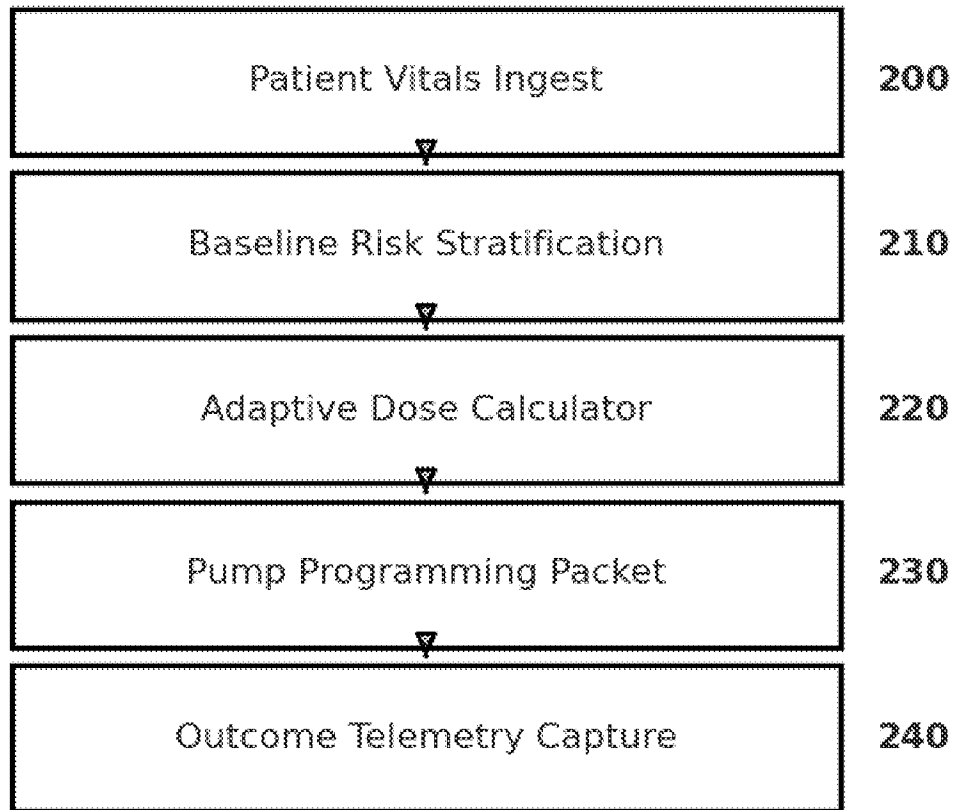 Patient Vitals Ingest 200
Baseline Risk Stratification 210
Adaptive Dose Calculator 220
Pump Programming Packet 230
Outcome Telemetry Capture 240